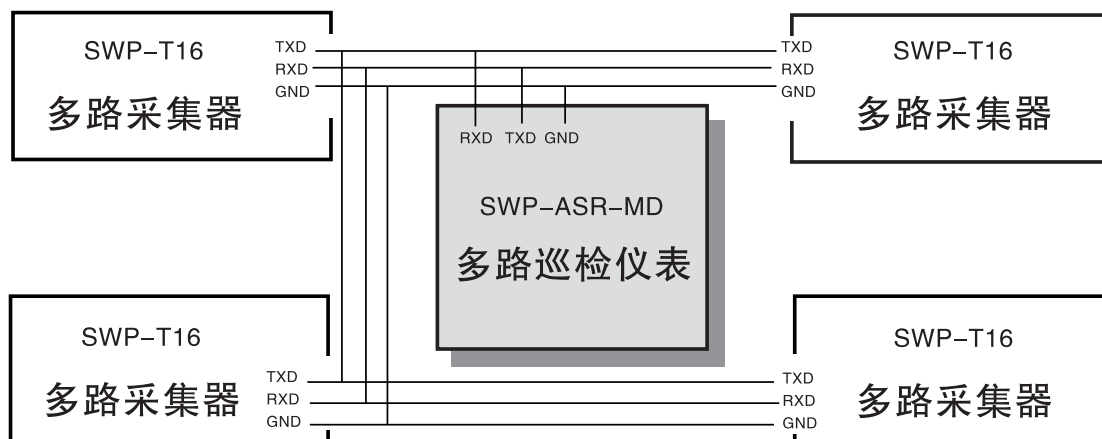 SWP–T16
多路采集器
TXD
RXD
GND
TXD
RXD
GND
SWP–T16
多路采集器
RXD TXD GND
SWP–ASR–MD
多路巡检仪表
SWP–T16
多路采集器
TXD
RXD
GND
TXD
RXD
GND
SWP–T16
多路采集器